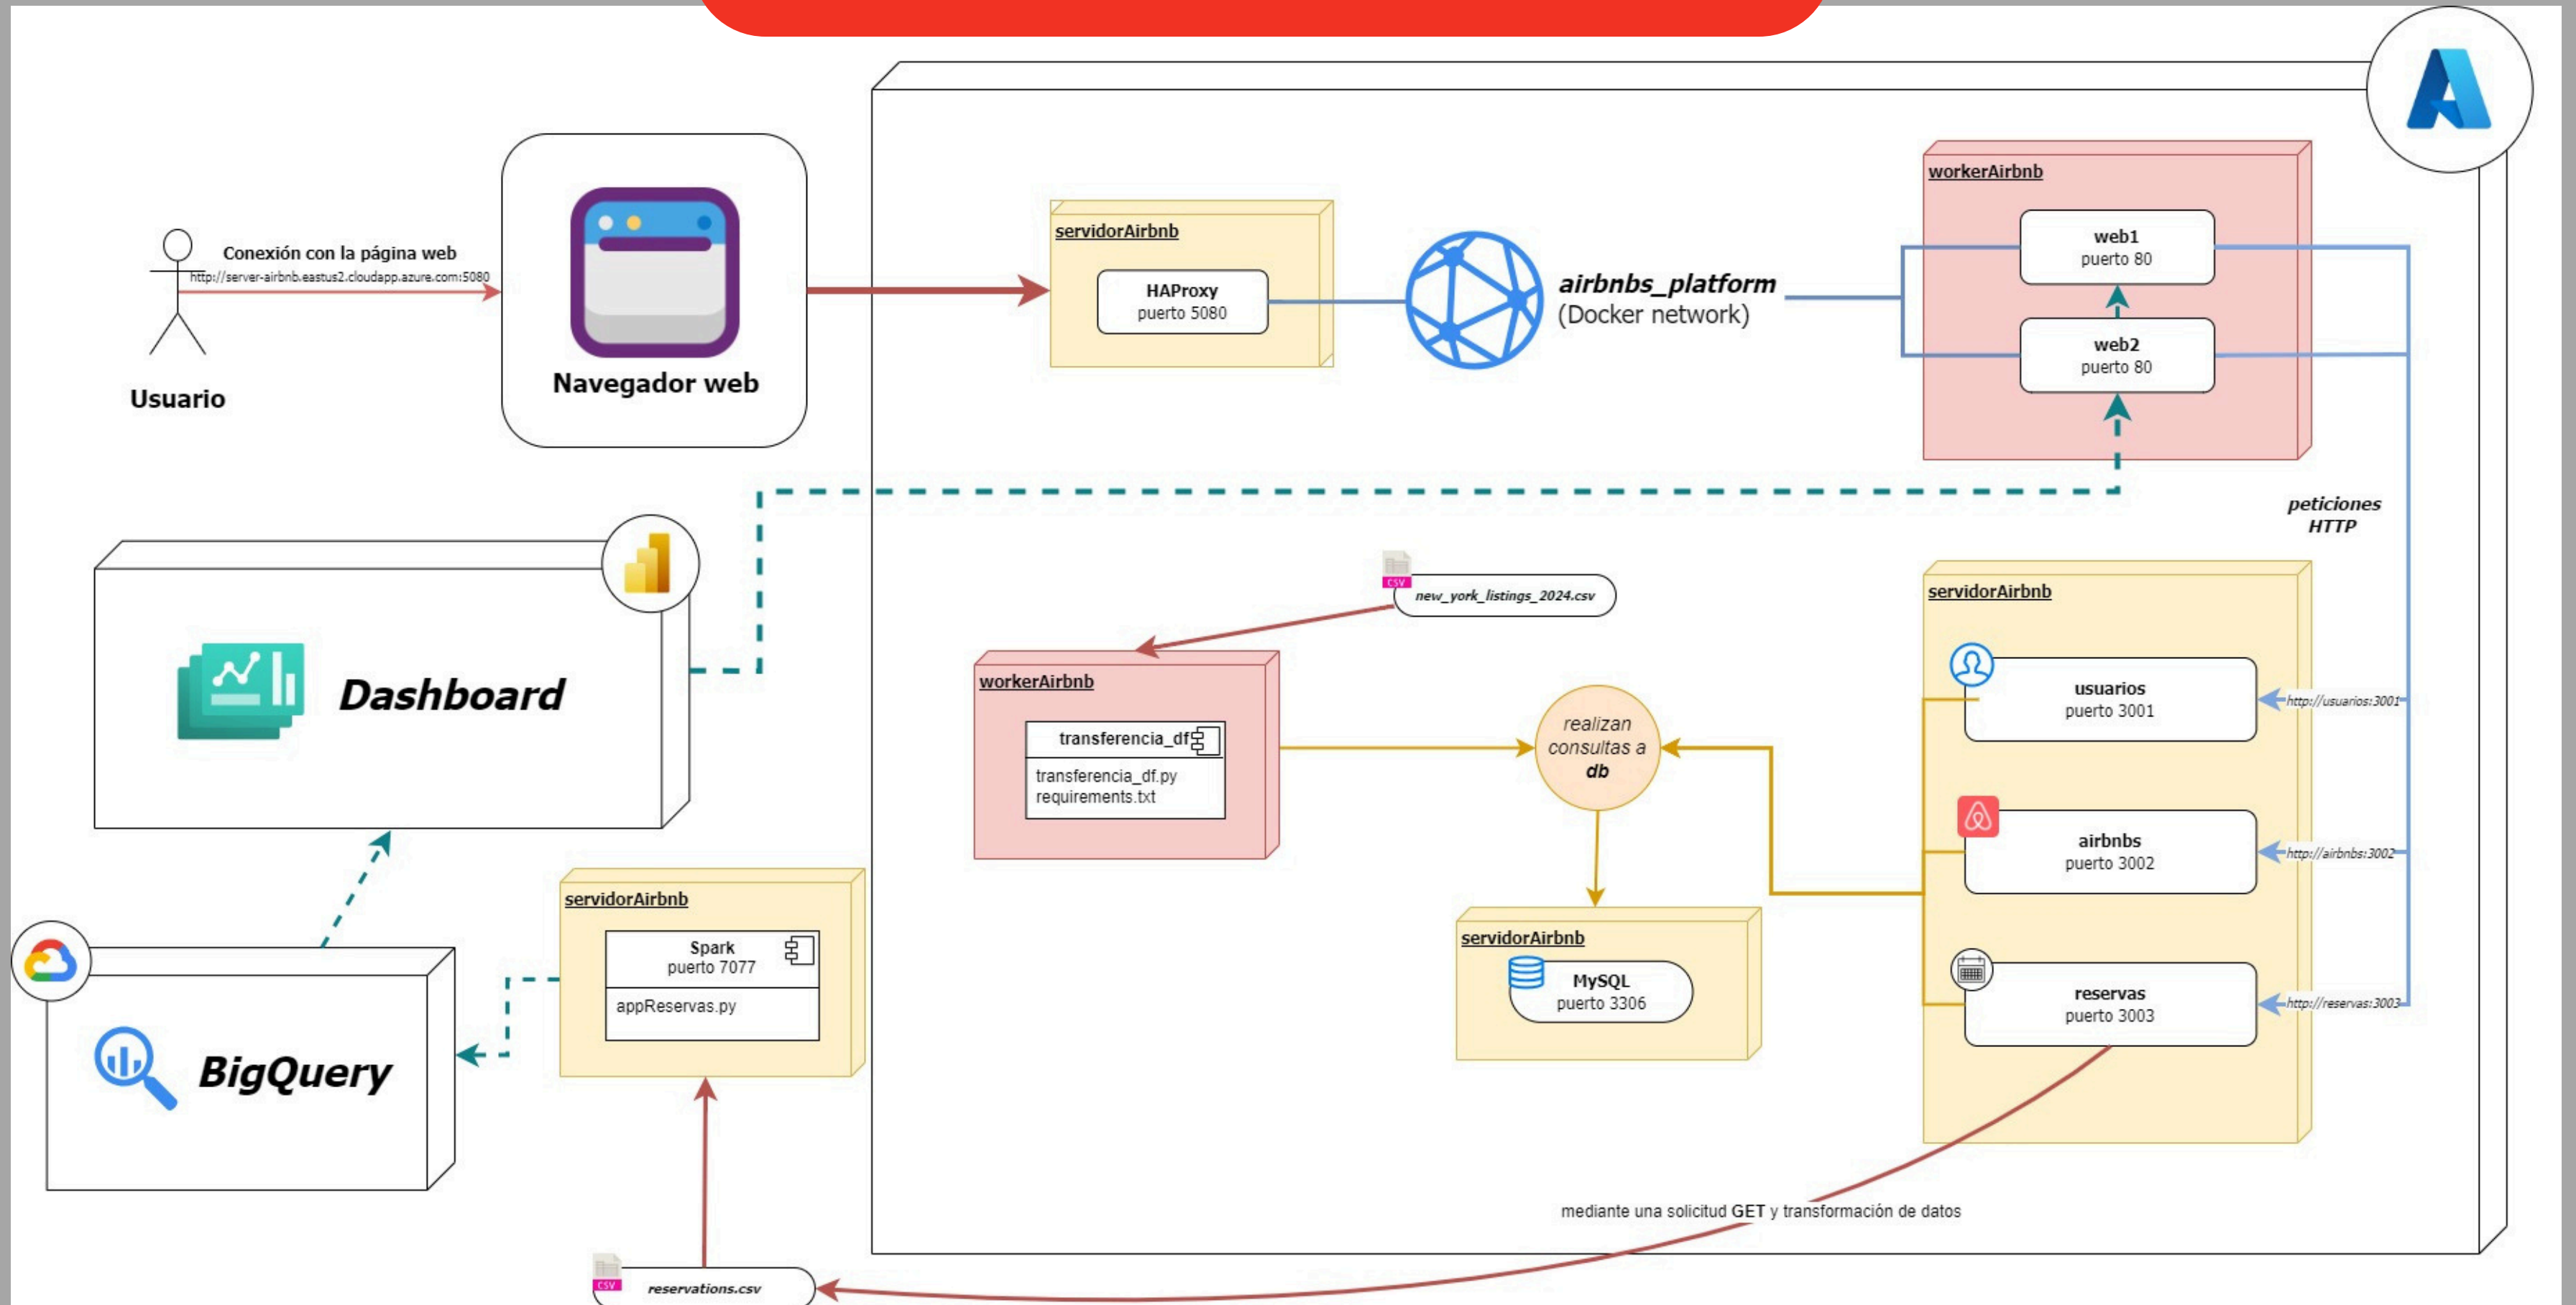 Conexión con la página web
http://server-airbnb.eastus2.cloudapp.azure.com:5080
Usuario
Navegador web
servidorAirbnb
HAProxy
puerto 5080
airbnbs_platform
(Docker network)
workerAirbnb
web1
puerto 80
web2
puerto 80
peticiones
HTTP
Dashboard
CSV
new_york_listings_2024.csv
workerAirbnb
transferencia_df
transferencia_df.py
requirements.txt
realizan
consultas a
db
servidorAirbnb
usuarios
puerto 3001
http://usuarios:3001
airbnbs
puerto 3002
http://airbnbs:3002
reservas
puerto 3003
http://reservas:3003
servidorAirbnb
MySQL
puerto 3306
servidorAirbnb
Spark
puerto 7077
appReservas.py
BigQuery
mediante una solicitud GET y transformación de datos
CSV
reservations.csv